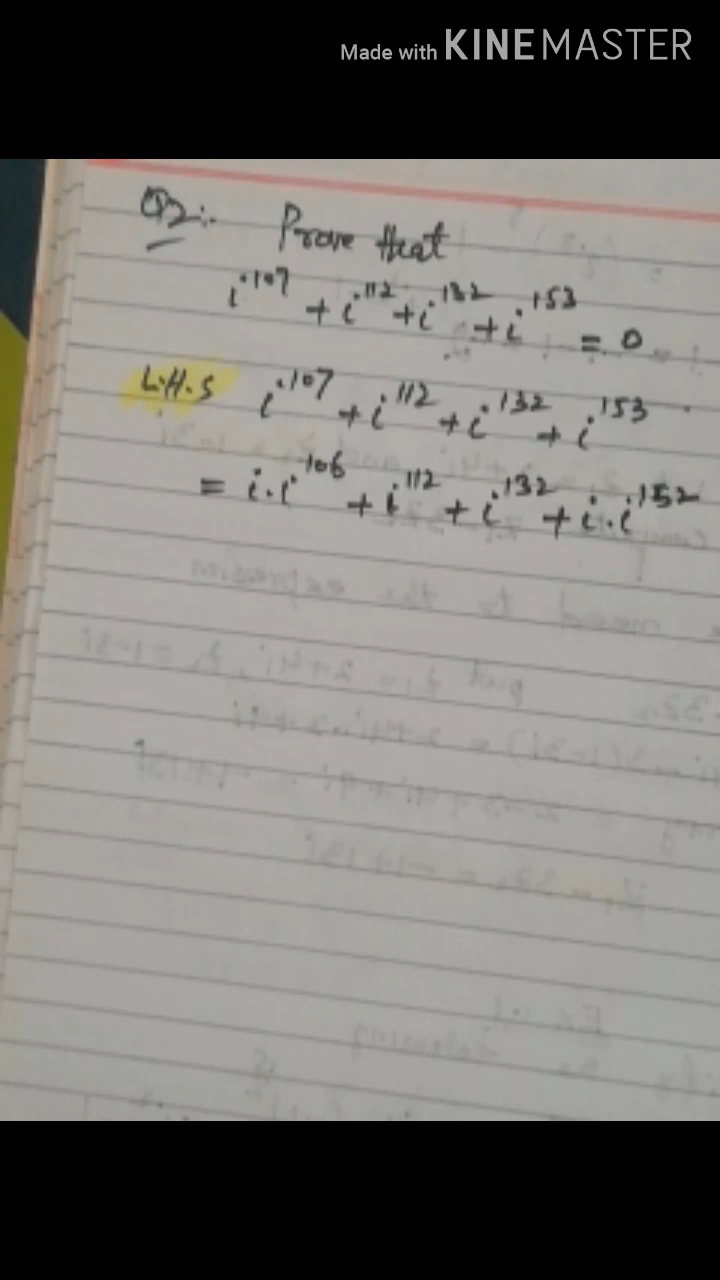 Made with KINEMASTER
Q2:- Prove that
i^107 + i^112 + i^132 + i^153 = 0
L.H.S i^107 + i^112 + i^132 + i^153
= i.i^106 + i^112 + i^132 + i.i^152